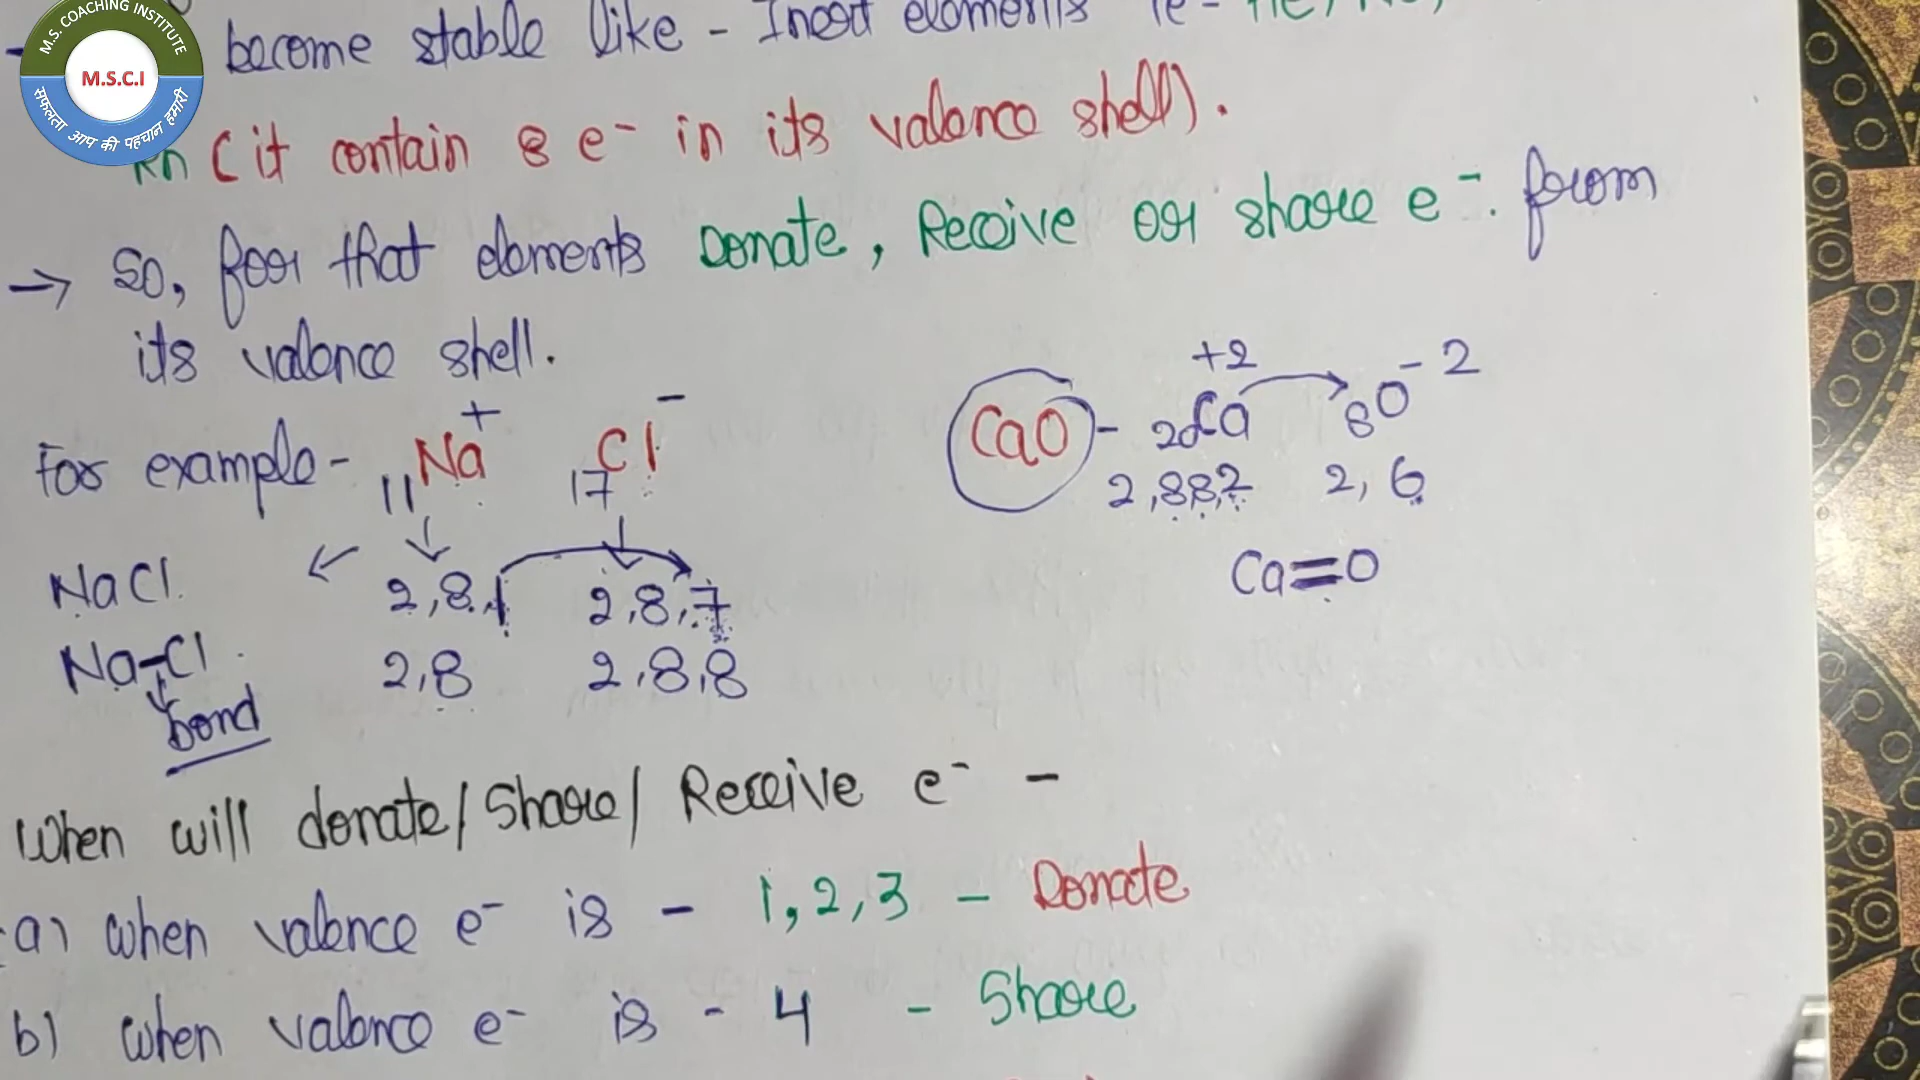 M.S. COACHING INSTITUTE
M.S.C.I
सफलता आप की पहचान हमारी
become stable like - Inert elements ie -
Rn (it contain 8 e- in its valence shell).
→ So, foor that elements Donate, Receive or share e-. from
its valence shell.
For example - 11Na+ 17Cl-
NaCl ← 2,8,1 2,8,7
Na-Cl 2,8 2,8,8
bond
CaO - 20Ca+2 8O-2
2,8,8,2 2,6
Ca=O
When will donate/Share/Receive e- -
a) when valence e- is - 1,2,3 - Donate
b) when valence e- is - 4 - Share